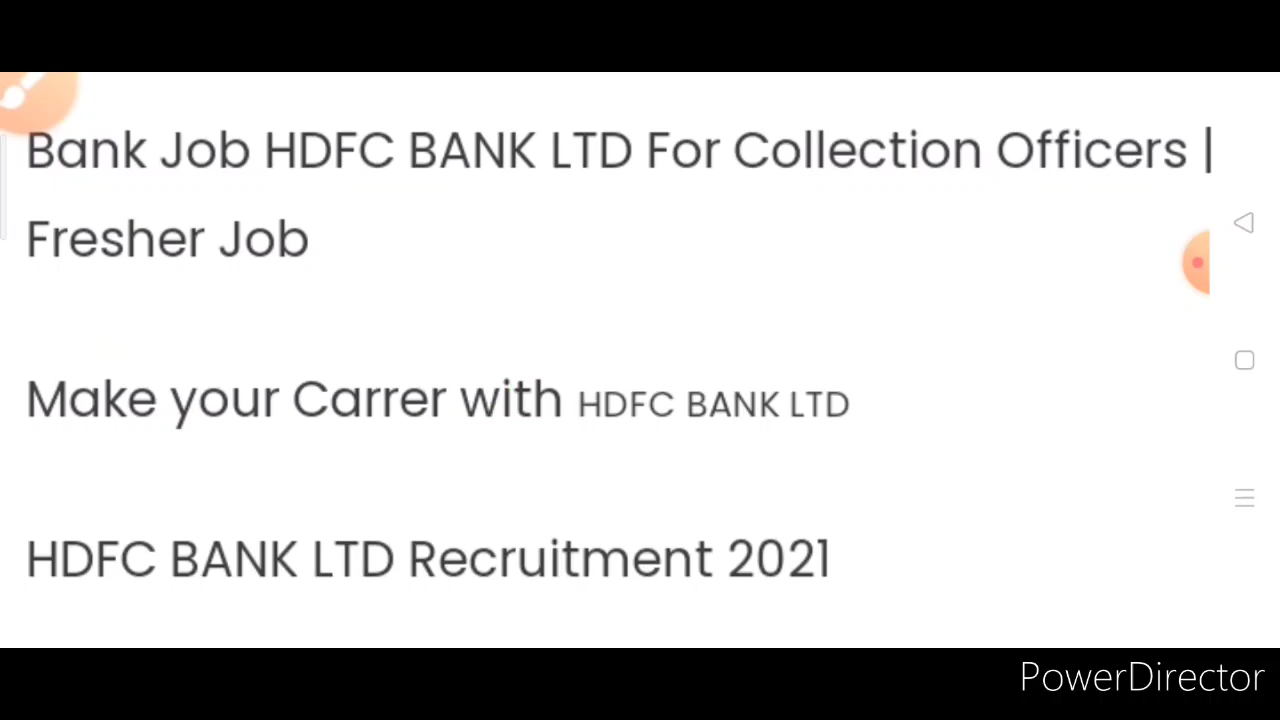 Bank Job HDFC BANK LTD For Collection Officers |
Fresher Job
Make your Carrer with HDFC BANK LTD
HDFC BANK LTD Recruitment 2021
PowerDirector